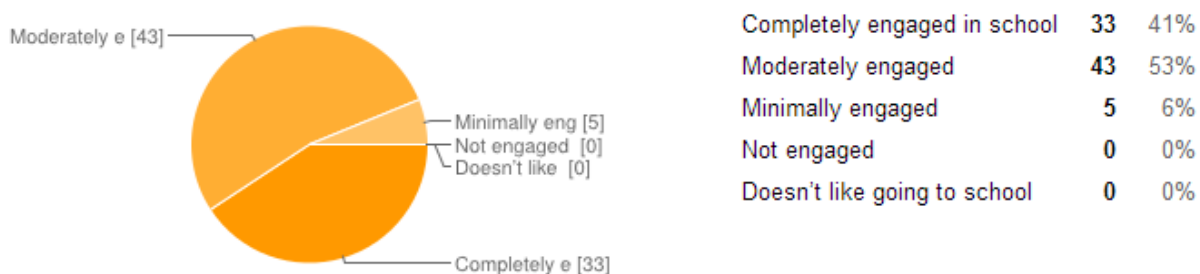 Moderately e [43]
Minimally eng [5]
Not engaged [0]
Doesn't like [0]
Completely e [33]
Completely engaged in school 33 41%
Moderately engaged 43 53%
Minimally engaged 5 6%
Not engaged 0 0%
Doesn't like going to school 0 0%